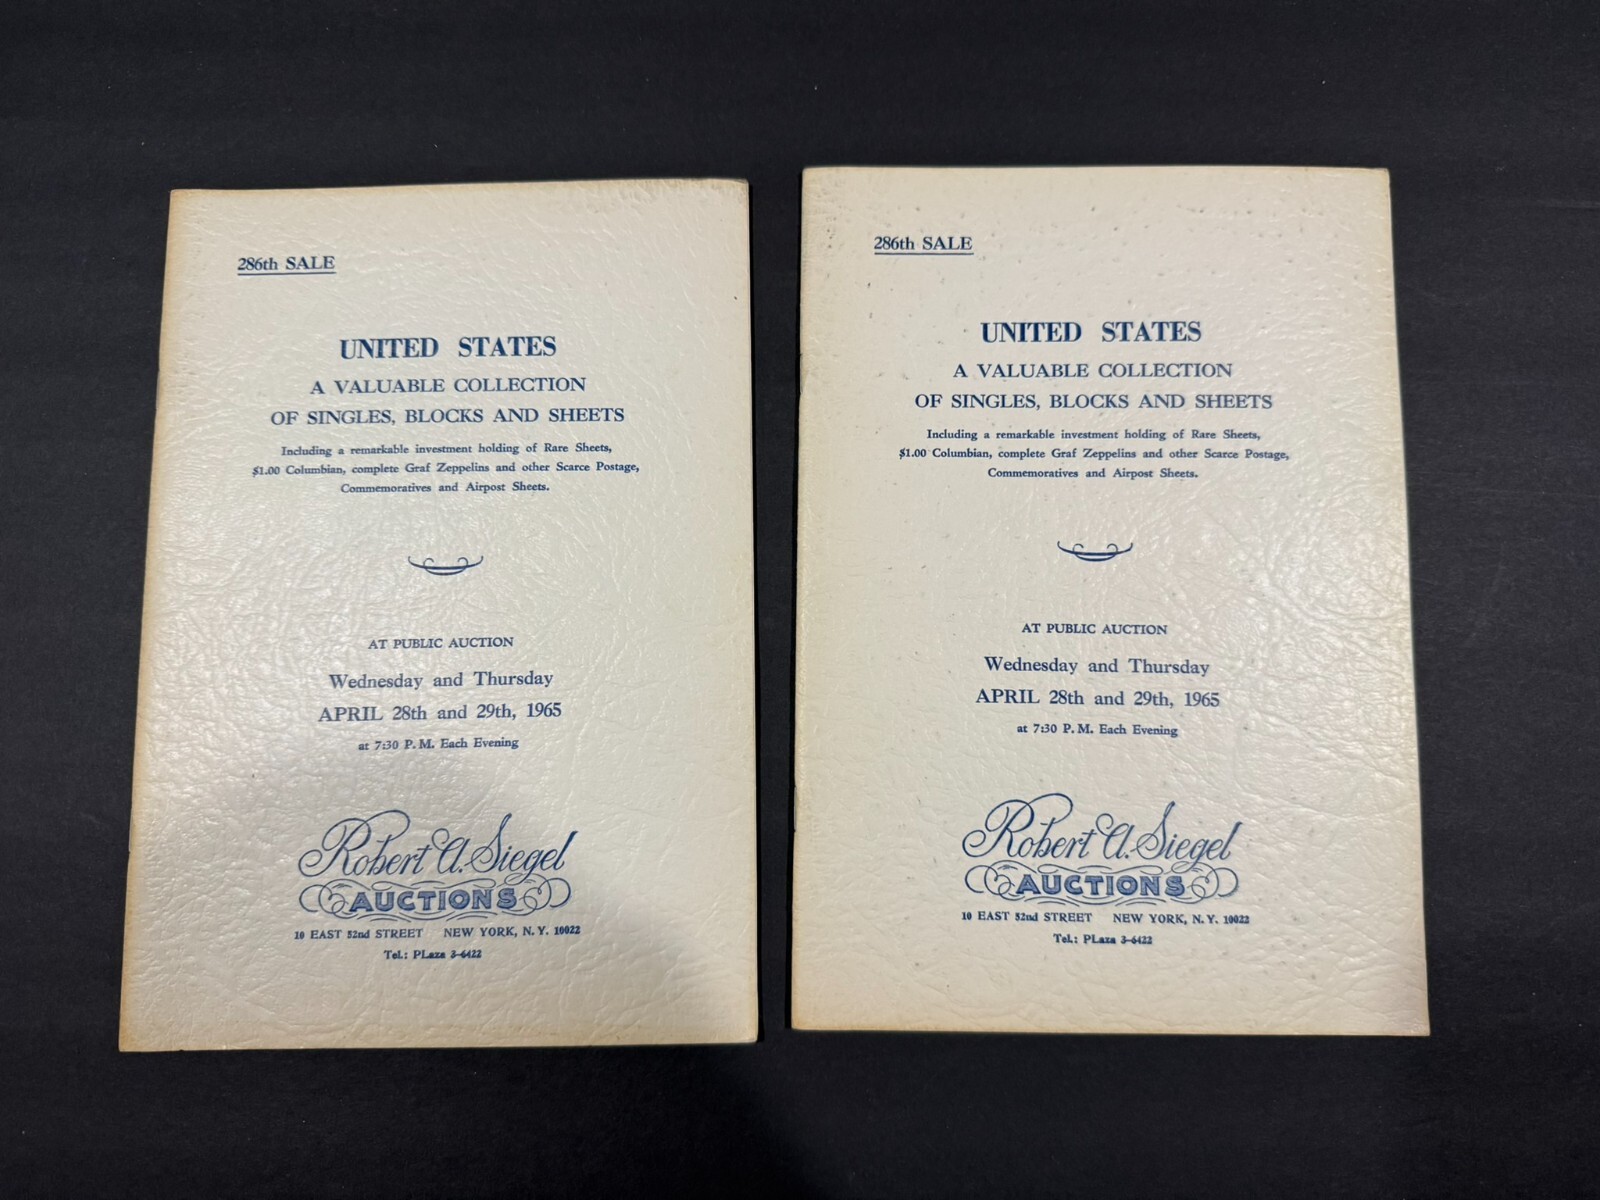 286th SALE
UNITED STATES
A VALUABLE COLLECTION
OF SINGLES, BLOCKS AND SHEETS
Including a remarkable investment holding of Rare Sheets,
$1.00 Columbian, complete Graf Zeppelins and other Scarce Postage,
Commemoratives and Airpost Sheets.
AT PUBLIC AUCTION
Wednesday and Thursday
APRIL 28th and 29th, 1965
at 7:30 P. M. Each Evening
Robert A. Siegel
AUCTIONS
10 EAST 52nd STREET NEW YORK, N. Y. 10022
Tel.: PLaza 3-6422
286th SALE
UNITED STATES
A VALUABLE COLLECTION
OF SINGLES, BLOCKS AND SHEETS
Including a remarkable investment holding of Rare Sheets,
$1.00 Columbian, complete Graf Zeppelins and other Scarce Postage,
Commemoratives and Airpost Sheets.
AT PUBLIC AUCTION
Wednesday and Thursday
APRIL 28th and 29th, 1965
at 7:30 P. M. Each Evening
Robert A. Siegel
AUCTIONS
10 EAST 52nd STREET NEW YORK, N. Y. 10022
Tel.: PLaza 3-6422